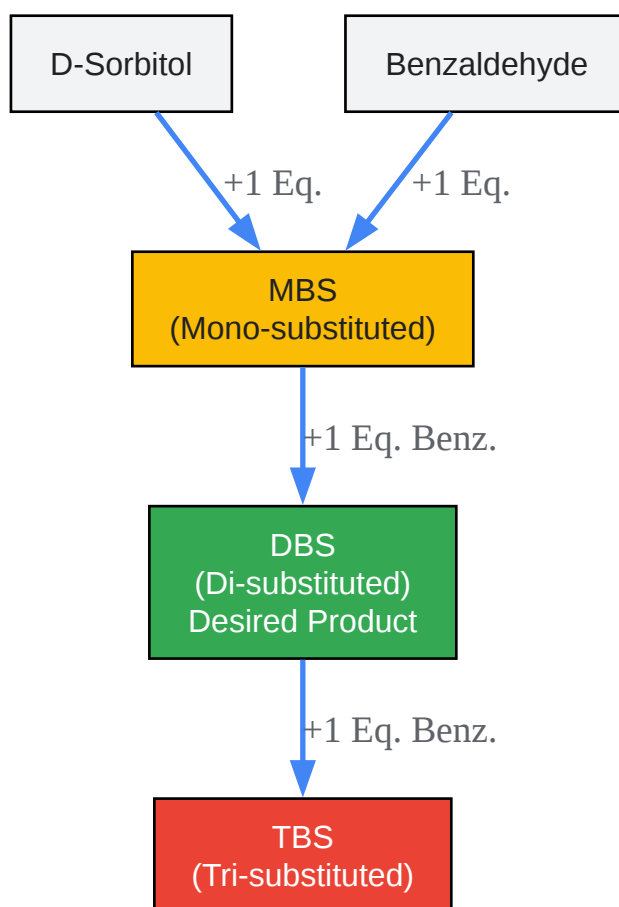 D-Sorbitol
Benzaldehyde
+1 Eq.
+1 Eq.
MBS
(Mono-substituted)
+1 Eq. Benz.
DBS
(Di-substituted)
Desired Product
+1 Eq. Benz.
TBS
(Tri-substituted)